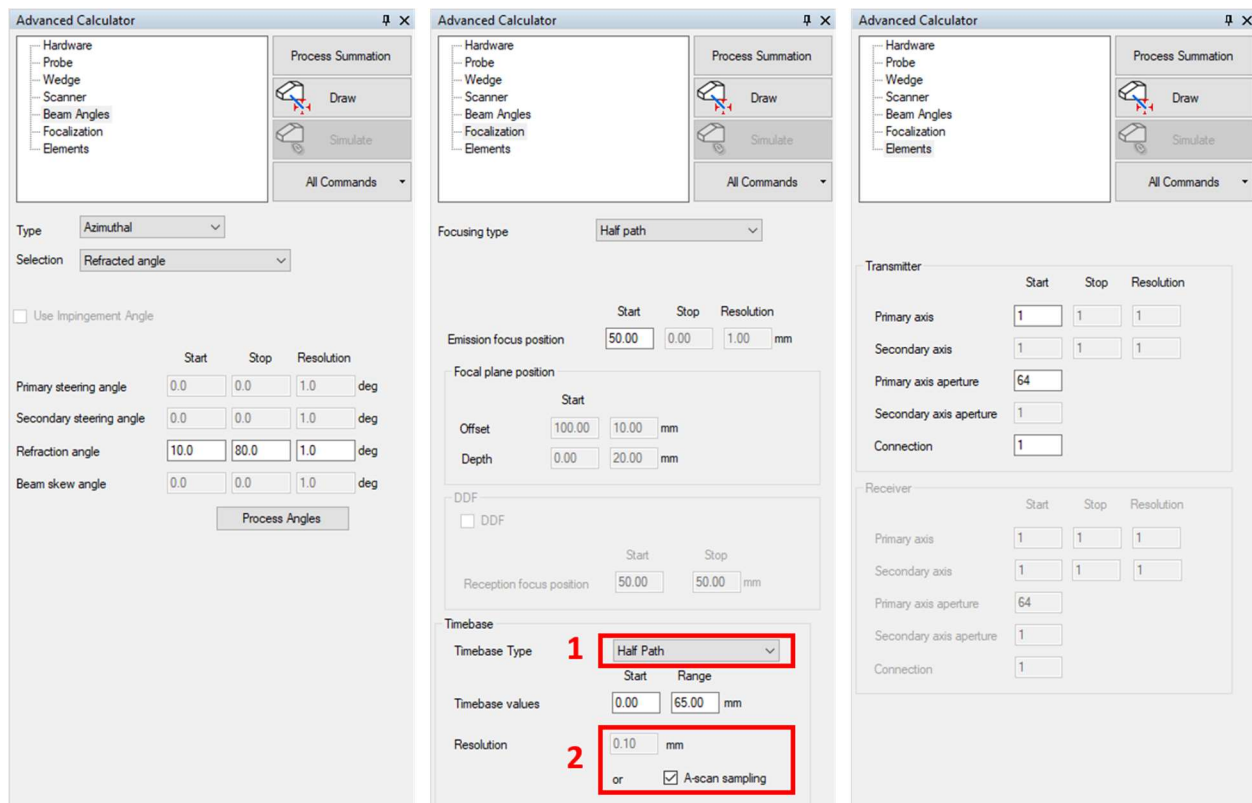 Advanced Calculator
Hardware
Probe
Wedge
Scanner
Beam Angles
Focalization
Elements
Process Summation
Draw
Simulate
All Commands
Type Azimuthal
Selection Refracted angle
Use Impingement Angle
Start Stop Resolution
Primary steering angle 0.0 0.0 1.0 deg
Secondary steering angle 0.0 0.0 1.0 deg
Refraction angle 10.0 80.0 1.0 deg
Beam skew angle 0.0 0.0 1.0 deg
Process Angles
Advanced Calculator
Hardware
Probe
Wedge
Scanner
Beam Angles
Focalization
Elements
Process Summation
Draw
Simulate
All Commands
Focusing type Half path
Start Stop Resolution
Emission focus position 50.00 0.00 1.00 mm
Focal plane position
Start
Offset 100.00 10.00 mm
Depth 0.00 20.00 mm
DDF
DDF
Start Stop
Reception focus position 50.00 50.00 mm
Timebase
Timebase Type 1 Half Path
Start Range
Timebase values 0.00 65.00 mm
Resolution 0.10 mm
2
or A-scan sampling
Advanced Calculator
Hardware
Probe
Wedge
Scanner
Beam Angles
Focalization
Elements
Process Summation
Draw
Simulate
All Commands
Transmitter
Start Stop Resolution
Primary axis 1 1 1
Secondary axis 1 1 1
Primary axis aperture 64
Secondary axis aperture 1
Connection 1
Receiver
Start Stop Resolution
Primary axis 1 1 1
Secondary axis 1 1 1
Primary axis aperture 64
Secondary axis aperture 1
Connection 1